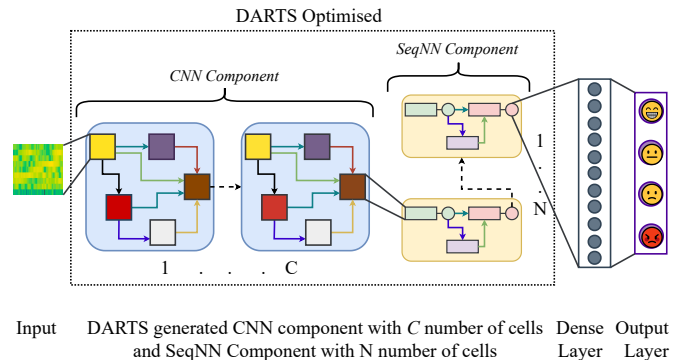 DARTS Optimised
SeqNN Component
CNN Component
1
.
.
N
1 . . . C
Input DARTS generated CNN component with C number of cells Dense Output
and SeqNN Component with N number of cells Layer Layer